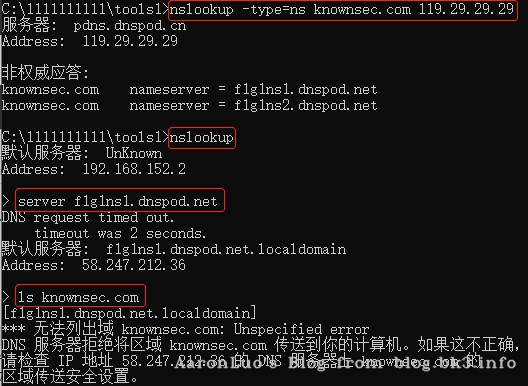 C:\1111111111\tools1>nslookup -type=ns knownsec.com 119.29.29.29
服务器:  pdns.dnspod.cn
Address:  119.29.29.29
非权威应答:
knownsec.com    nameserver = f1g1ns1.dnspod.net
knownsec.com    nameserver = f1g1ns2.dnspod.net
C:\1111111111\tools1>nslookup
默认服务器:  UnKnown
Address:  192.168.152.2
> server f1g1ns1.dnspod.net
DNS request timed out.
    timeout was 2 seconds.
默认服务器:  f1g1ns1.dnspod.net.localdomain
Address:  58.247.212.36
> ls knownsec.com
[f1g1ns1.dnspod.net.localdomain]
*** 无法列出域 knownsec.com: Unspecified error
DNS 服务器拒绝将区域 knownsec.com 传送到你的计算机。如果这不正确,
请检查 IP 地址 58.247.212.36 的 DNS 服务器上 knownsec.com 的
区域传送安全设置。
AaronLuo's Blog from blog.bk3.info